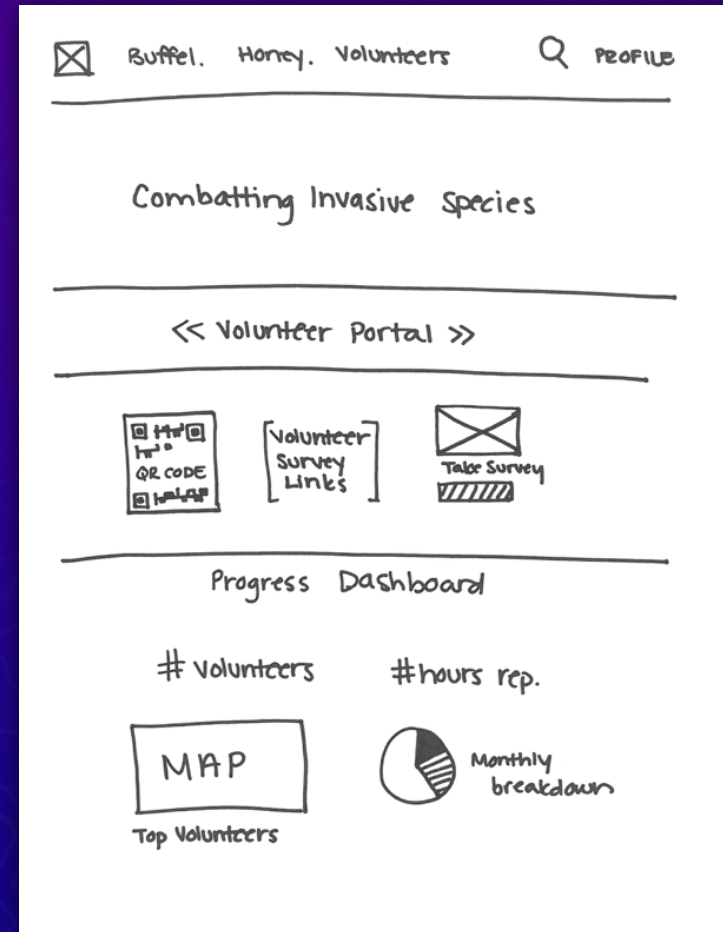 Buffel. Honey. Volunteers PROFILE
Combatting Invasive Species
<< Volunteer Portal >>
QR CODE
Volunteer
Survey
Links
Take Survey
Progress Dashboard
# Volunteers #hours rep.
MAP
Monthly
breakdown
Top Volunteers